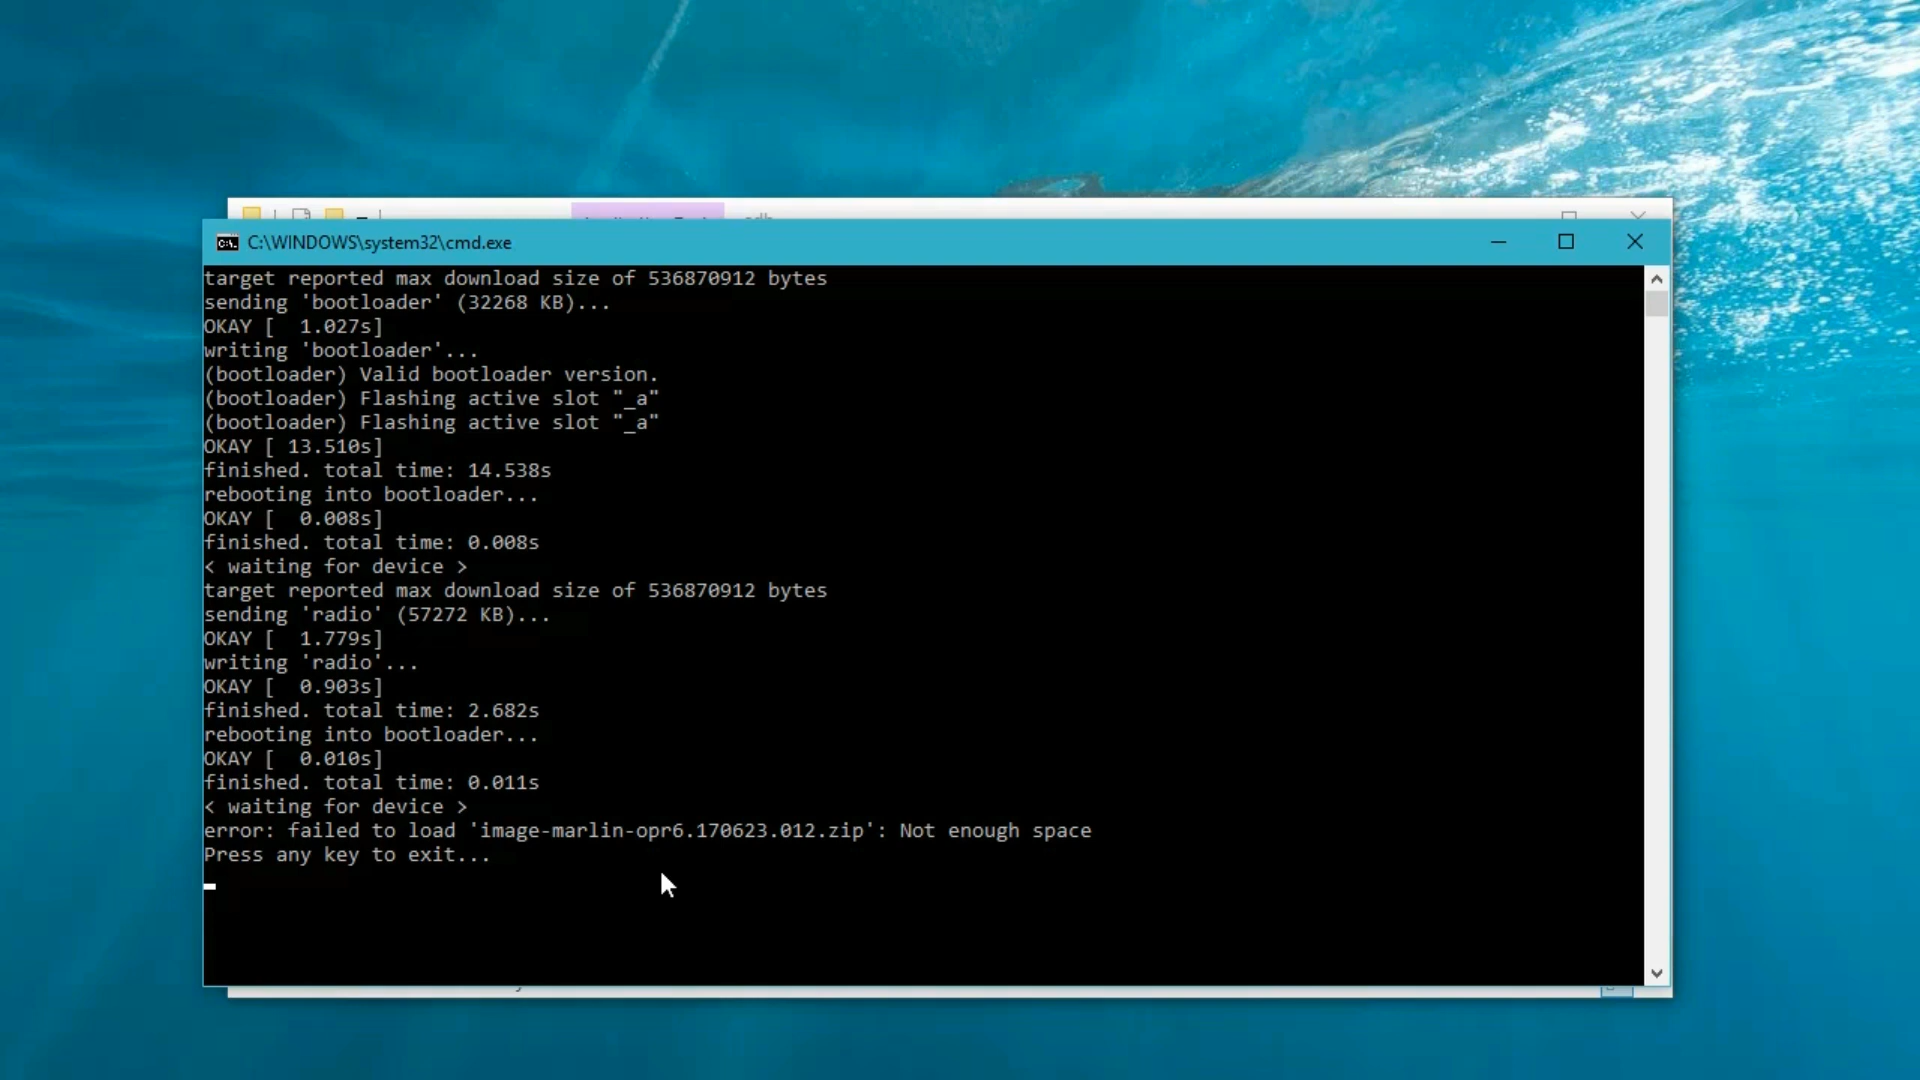 C:\WINDOWS\system32\cmd.exe
target reported max download size of 536870912 bytes
sending 'bootloader' (32268 KB)...
OKAY [  1.027s]
writing 'bootloader'...
(bootloader) Valid bootloader version.
(bootloader) Flashing active slot "_a"
(bootloader) Flashing active slot "_a"
OKAY [ 13.510s]
finished. total time: 14.538s
rebooting into bootloader...
OKAY [  0.008s]
finished. total time: 0.008s
< waiting for device >
target reported max download size of 536870912 bytes
sending 'radio' (57272 KB)...
OKAY [  1.779s]
writing 'radio'...
OKAY [  0.903s]
finished. total time: 2.682s
rebooting into bootloader...
OKAY [  0.010s]
finished. total time: 0.011s
< waiting for device >
error: failed to load 'image-marlin-opr6.170623.012.zip': Not enough space
Press any key to exit...